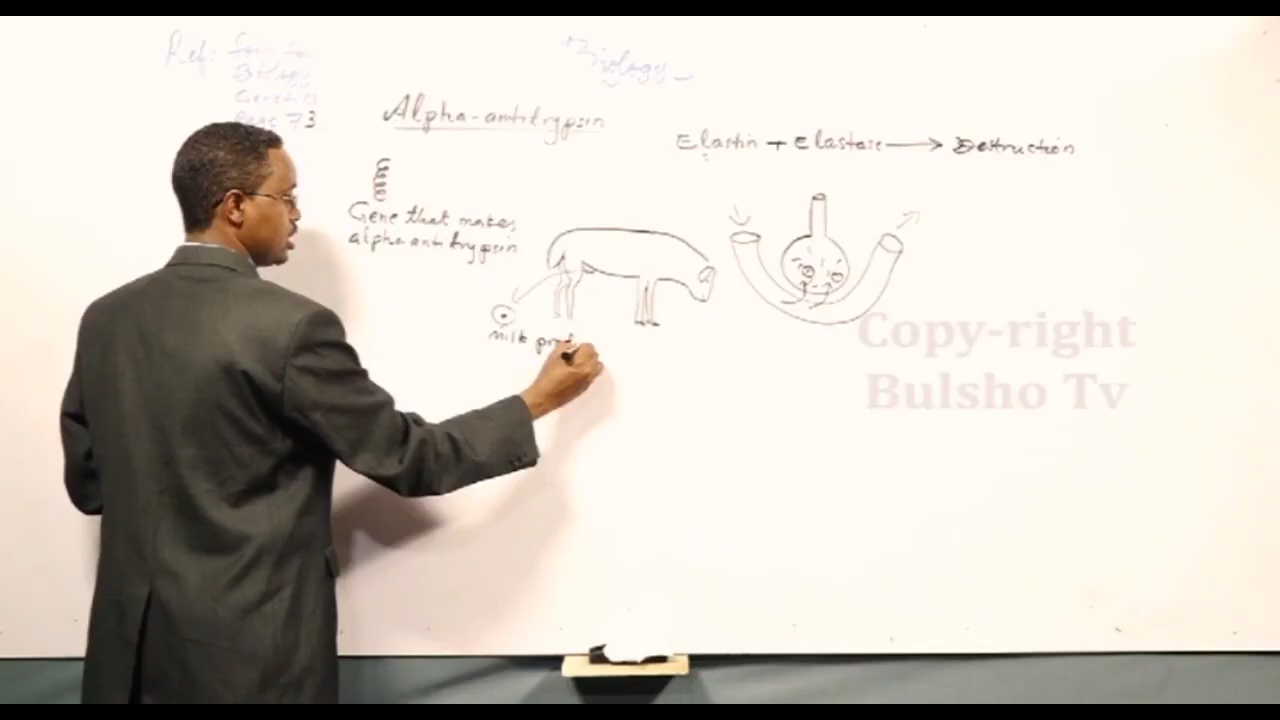 Ref: Form four
Biology
Genetics
Page 73
Biology
Alpha-antitrypsin
Elastin + Elastase → Destruction
Gene that makes
alpha antitrypsin
milk prod
Copy-right
Bulsho Tv